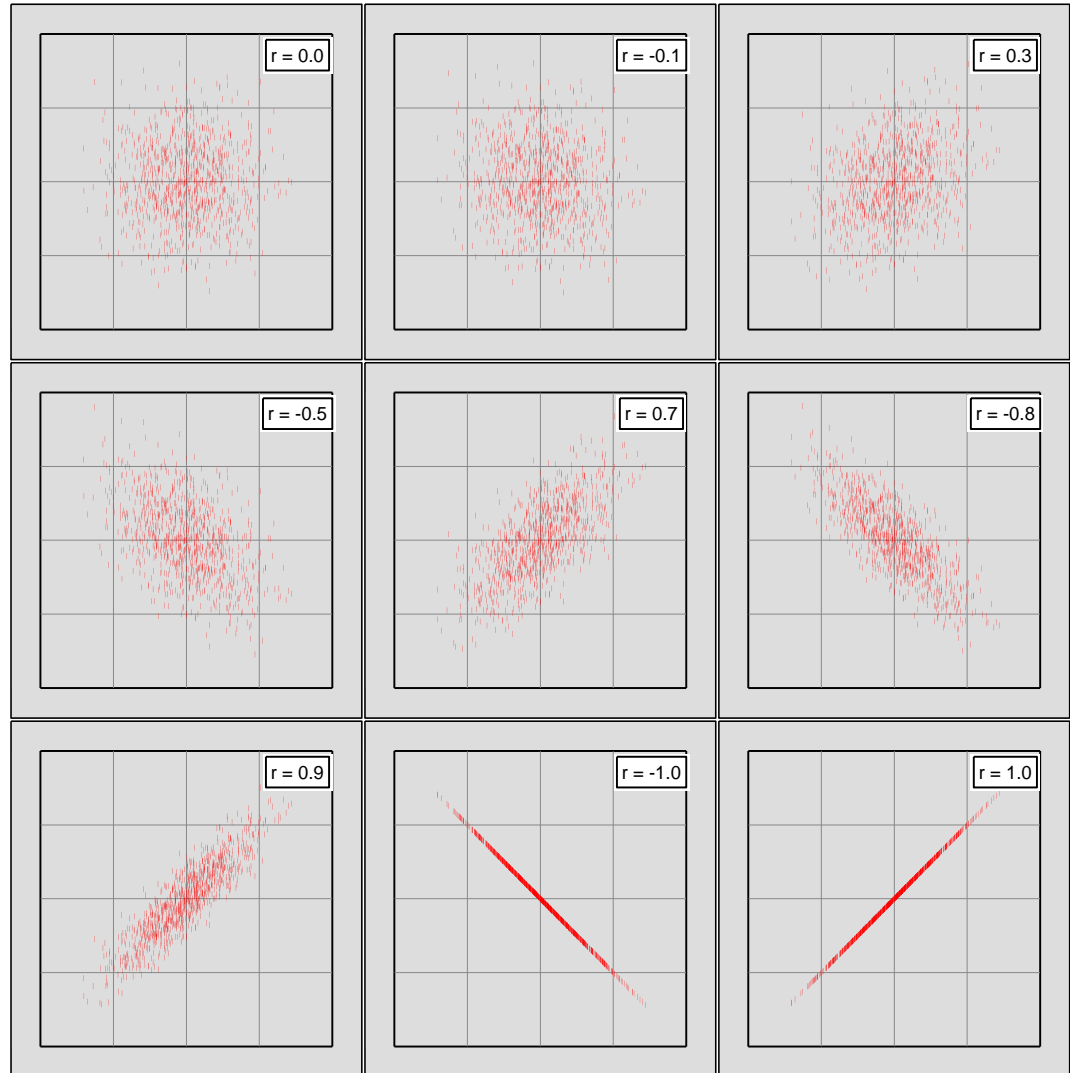 r = 0.0
r = -0.1
r = 0.3
r = -0.5
r = 0.7
r = -0.8
r = 0.9
r = -1.0
r = 1.0